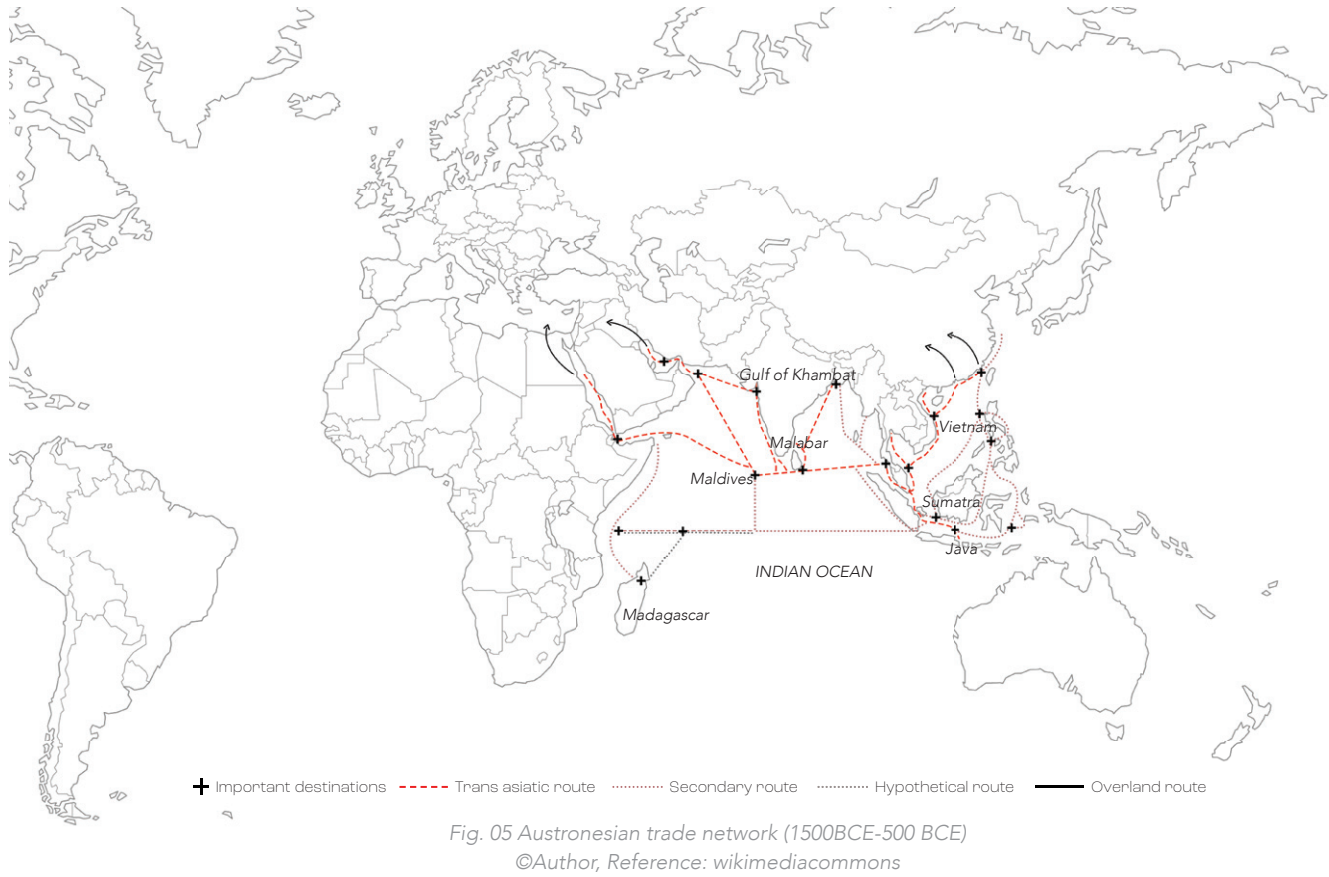 Gulf of Khambat
Vietnam
Malabar
Maldives
Sumatra
Java
INDIAN OCEAN
Madagascar
Important destinations Trans asiatic route Secondary route Hypothetical route Overland route
Fig. 05 Austronesian trade network (1500BCE-500 BCE)
©Author, Reference: wikimediacommons